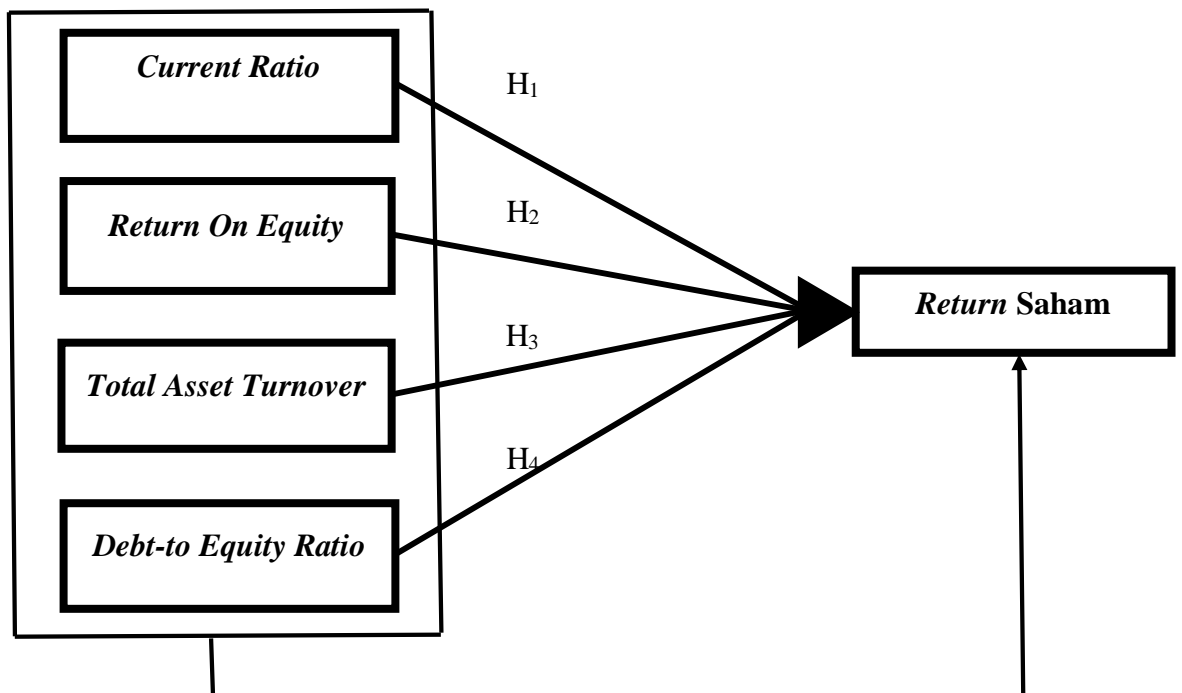 Current Ratio
H₁
Return On Equity
H₂
Return Saham
Total Asset Turnover
H₃
H₄
Debt-to Equity Ratio